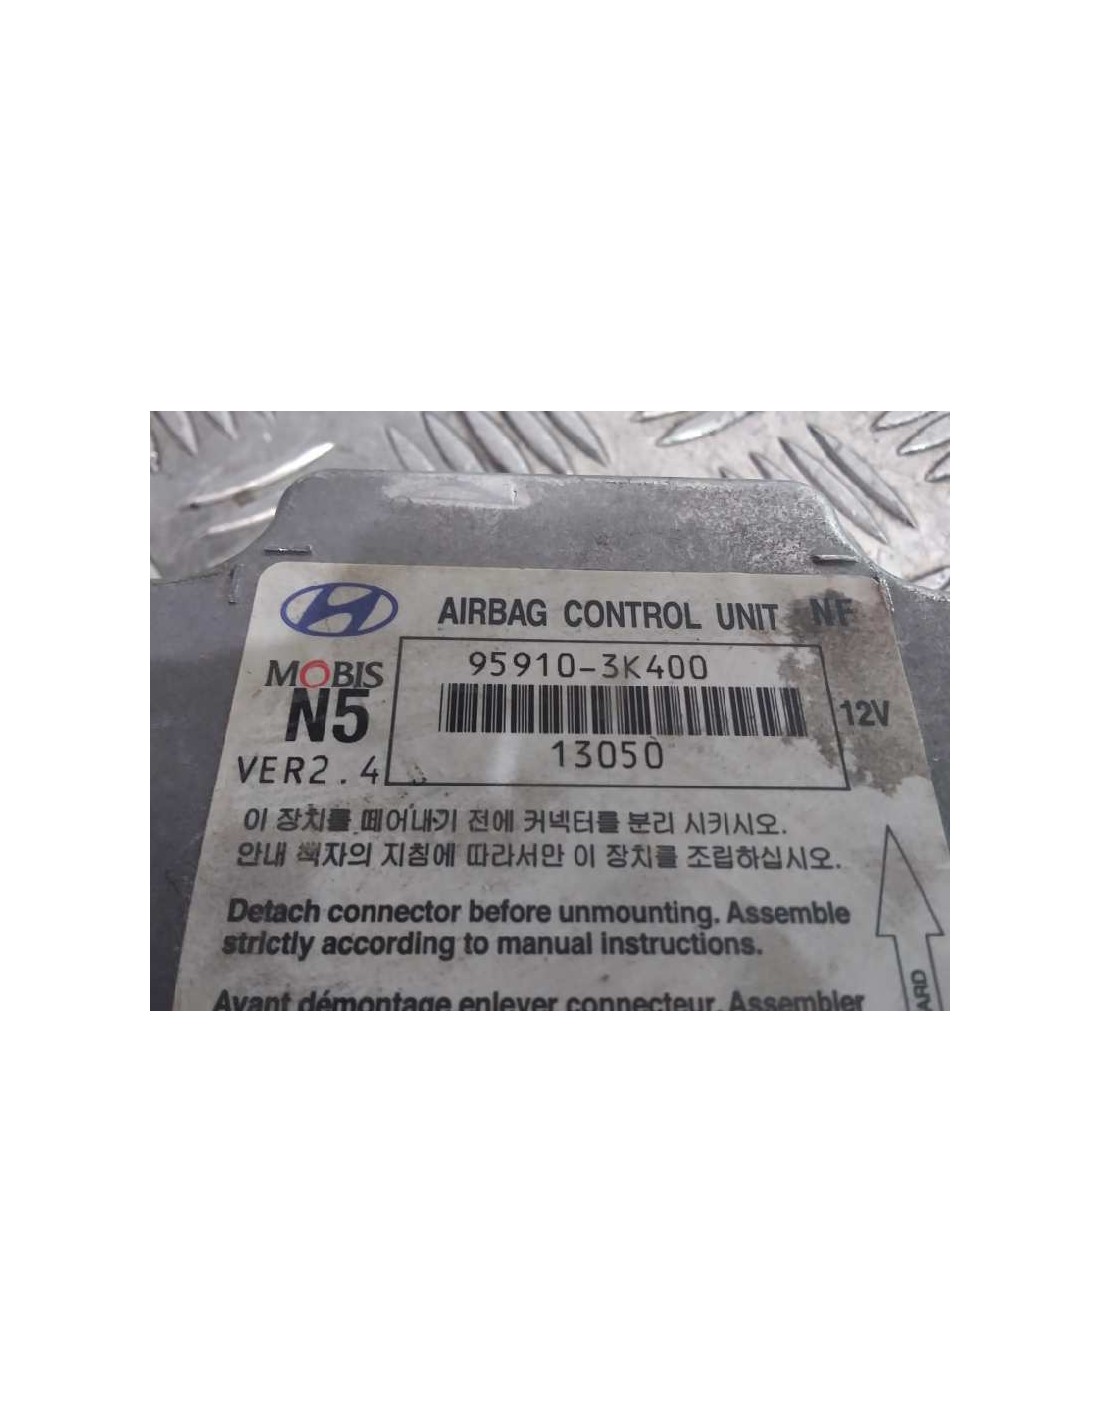 AIRBAG CONTROL UNIT NF
MOBIS
95910-3K400
N5
12V
13050
VER2.4
이 장치를 떼어내기 전에 커넥터를 분리 시키시오.
안내 책자의 지침에 따라서만 이 장치를 조립하십시오.
Detach connector before unmounting. Assemble
strictly according to manual instructions.
Avant démontage enlever connecteur. Assembler